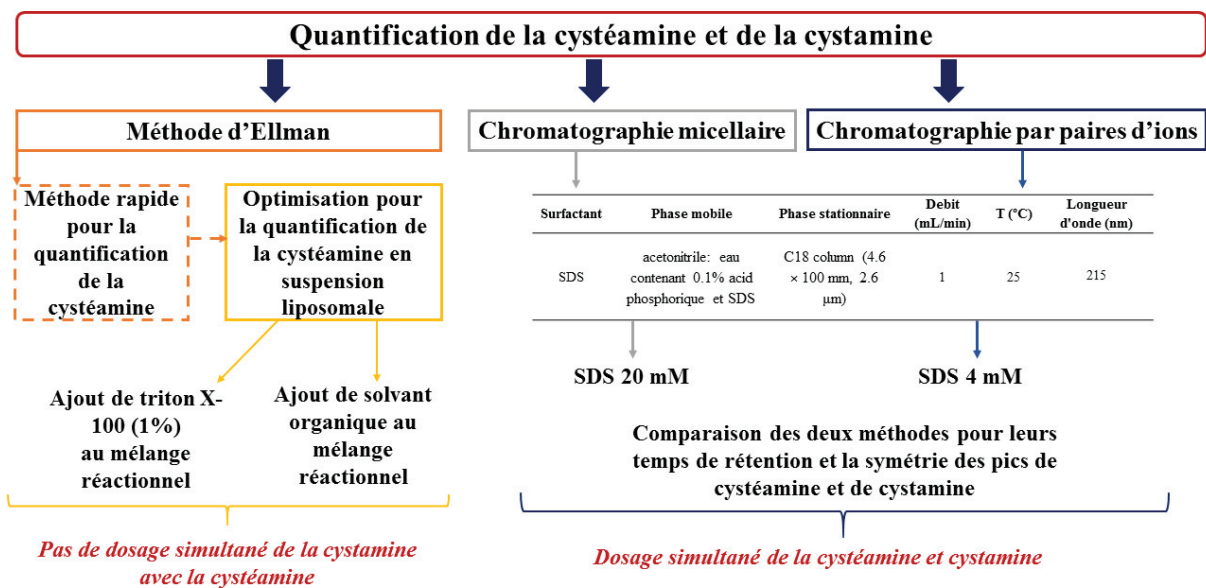 Quantification de la cystéamine et de la cystamine
Méthode d'Ellman
Méthode rapide
pour la
quantification
de la
cystéamine
Optimisation pour
la quantification de
la cystéamine en
suspension
liposomale
Ajout de triton X-
100 (1%)
au mélange
réactionnel
Ajout de solvant
organique au
mélange
réactionnel
Pas de dosage simultané de la cystamine
avec la cystéamine
Chromatographie micellaire
Chromatographie par paires d'ions
Surfactant
Phase mobile
Phase stationnaire
Debit
(mL/min)
T (°C)
Longueur
d'onde (nm)
SDS
acetonitrile: eau
contenant 0.1% acid
phosphorique et SDS
C18 column (4.6
× 100 mm, 2.6
µm)
1
25
215
SDS 20 mM
SDS 4 mM
Comparaison des deux méthodes pour leurs
temps de rétention et la symétrie des pics de
cystéamine et de cystamine
Dosage simultané de la cystéamine et cystamine